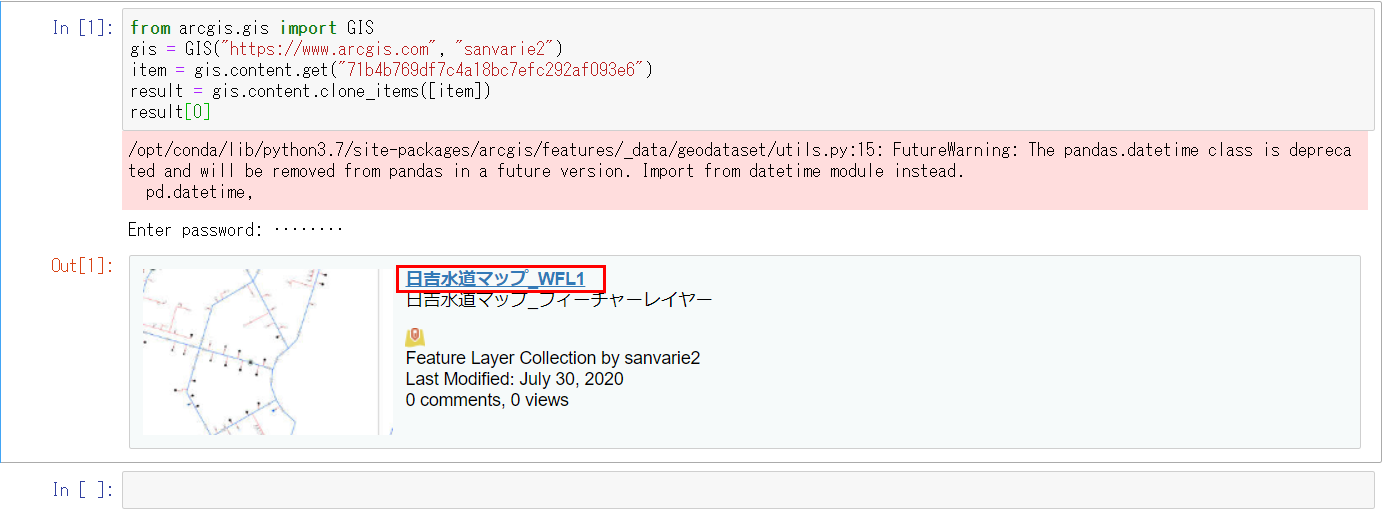 In [1]:
from arcgis.gis import GIS
gis = GIS("https://www.arcgis.com", "sanvarie2")
item = gis.content.get("71b4b769df7c4a18bc7efc292af093e6")
result = gis.content.clone_items([item])
result[0]
/opt/conda/lib/python3.7/site-packages/arcgis/features/_data/geodataset/utils.py:15: FutureWarning: The pandas.datetime class is depreca
ted and will be removed from pandas in a future version. Import from datetime module instead.
  pd.datetime,
Enter password: ········
Out[1]:
日吉水道マップ_WFL1
日吉水道マップ_フィーチャーレイヤー
Feature Layer Collection by sanvarie2
Last Modified: July 30, 2020
0 comments, 0 views
In [ ]: